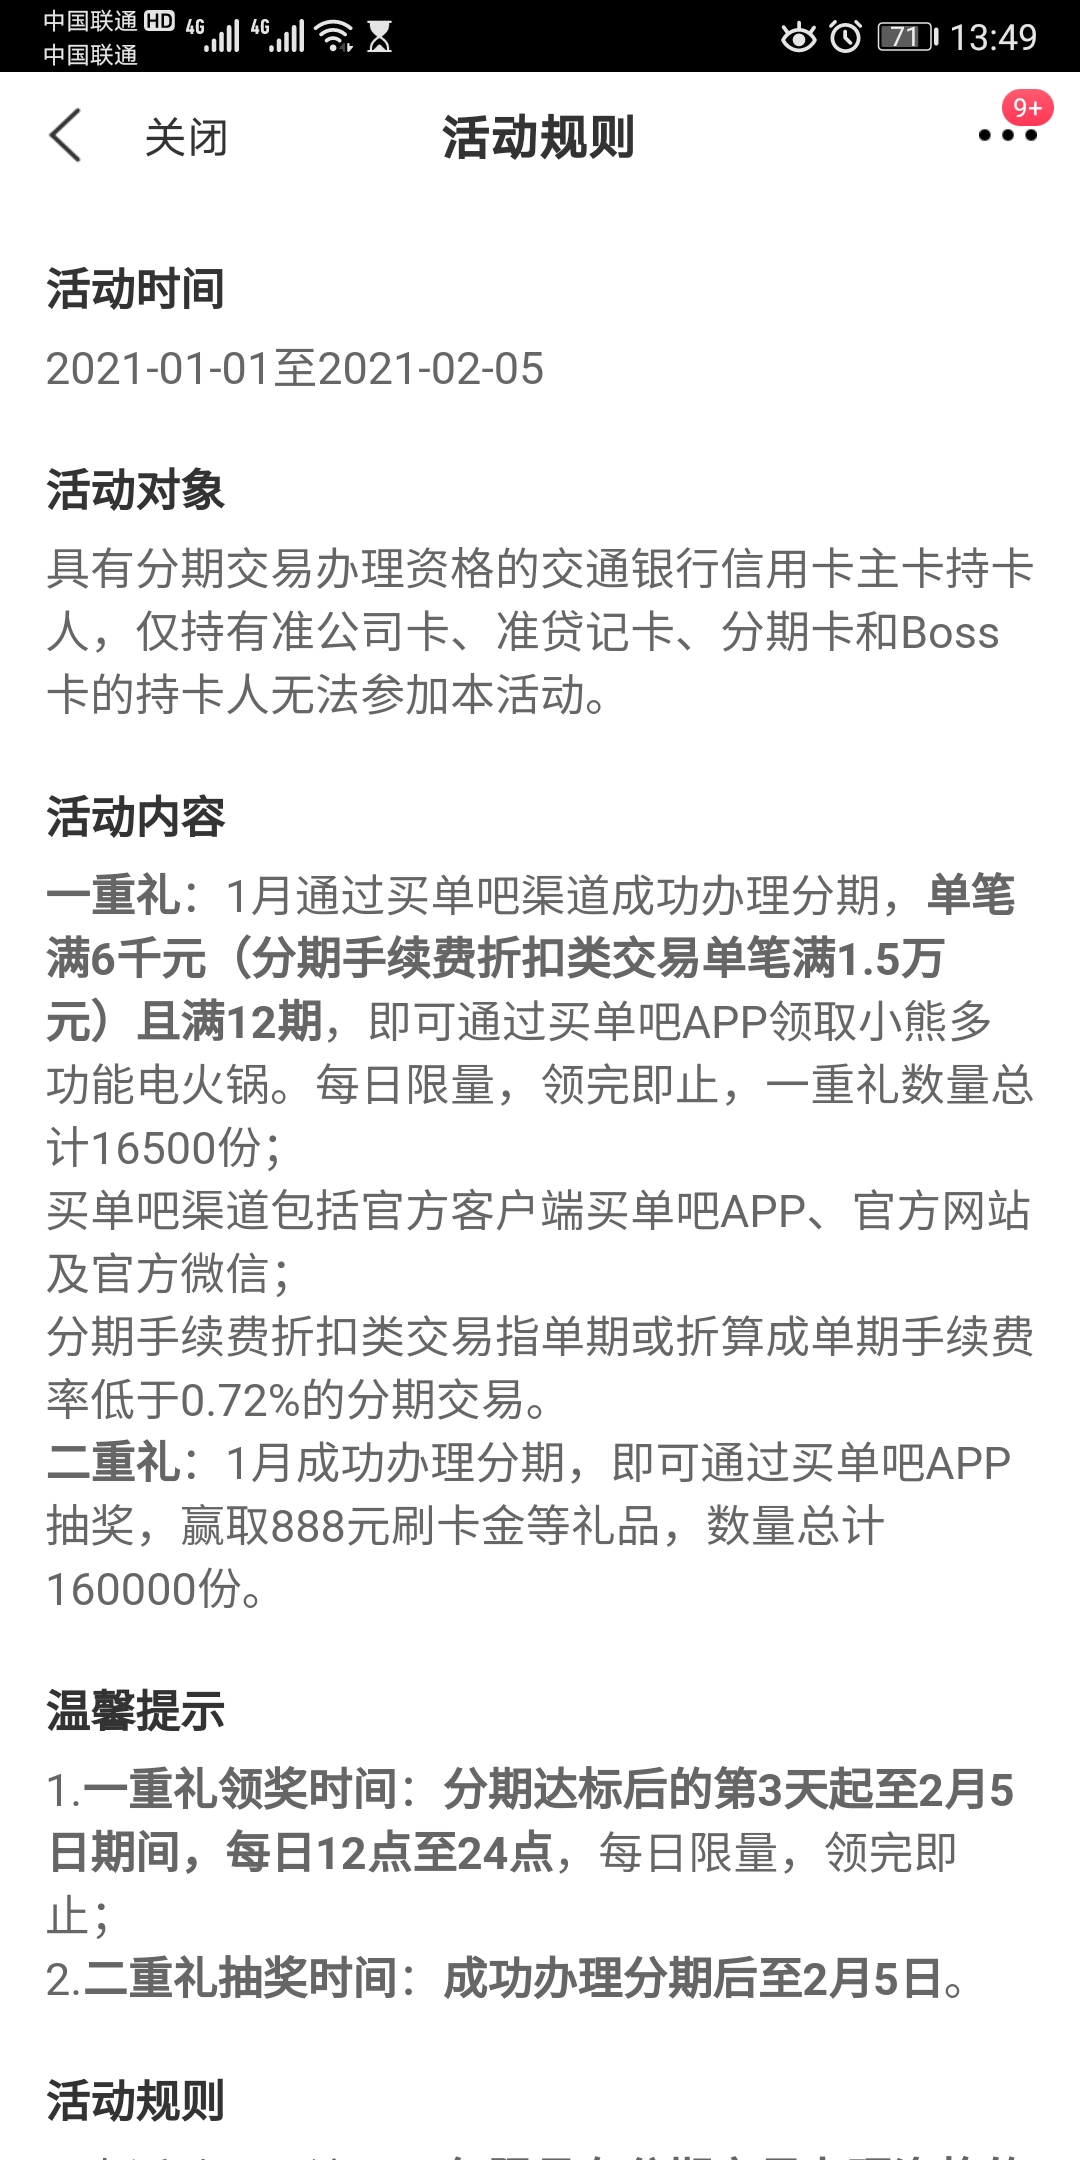 中国联通 HD 4G 4G 71 13:49
中国联通
关闭 活动规则 9+
活动时间
2021-01-01至2021-02-05
活动对象
具有分期交易办理资格的交通银行信用卡主卡持卡
人，仅持有准公司卡、准贷记卡、分期卡和Boss
卡的持卡人无法参加本活动。
活动内容
一重礼：1月通过买单吧渠道成功办理分期，单笔
满6千元（分期手续费折扣类交易单笔满1.5万
元）且满12期，即可通过买单吧APP领取小熊多
功能电火锅。每日限量，领完即止，一重礼数量总
计16500份；
买单吧渠道包括官方客户端买单吧APP、官方网站
及官方微信；
分期手续费折扣类交易指单期或折算成单期手续费
率低于0.72%的分期交易。
二重礼：1月成功办理分期，即可通过买单吧APP
抽奖，赢取888元刷卡金等礼品，数量总计
160000份。
温馨提示
1.一重礼领奖时间：分期达标后的第3天起至2月5
日期间，每日12点至24点，每日限量，领完即
止；
2.二重礼抽奖时间：成功办理分期后至2月5日。
活动规则